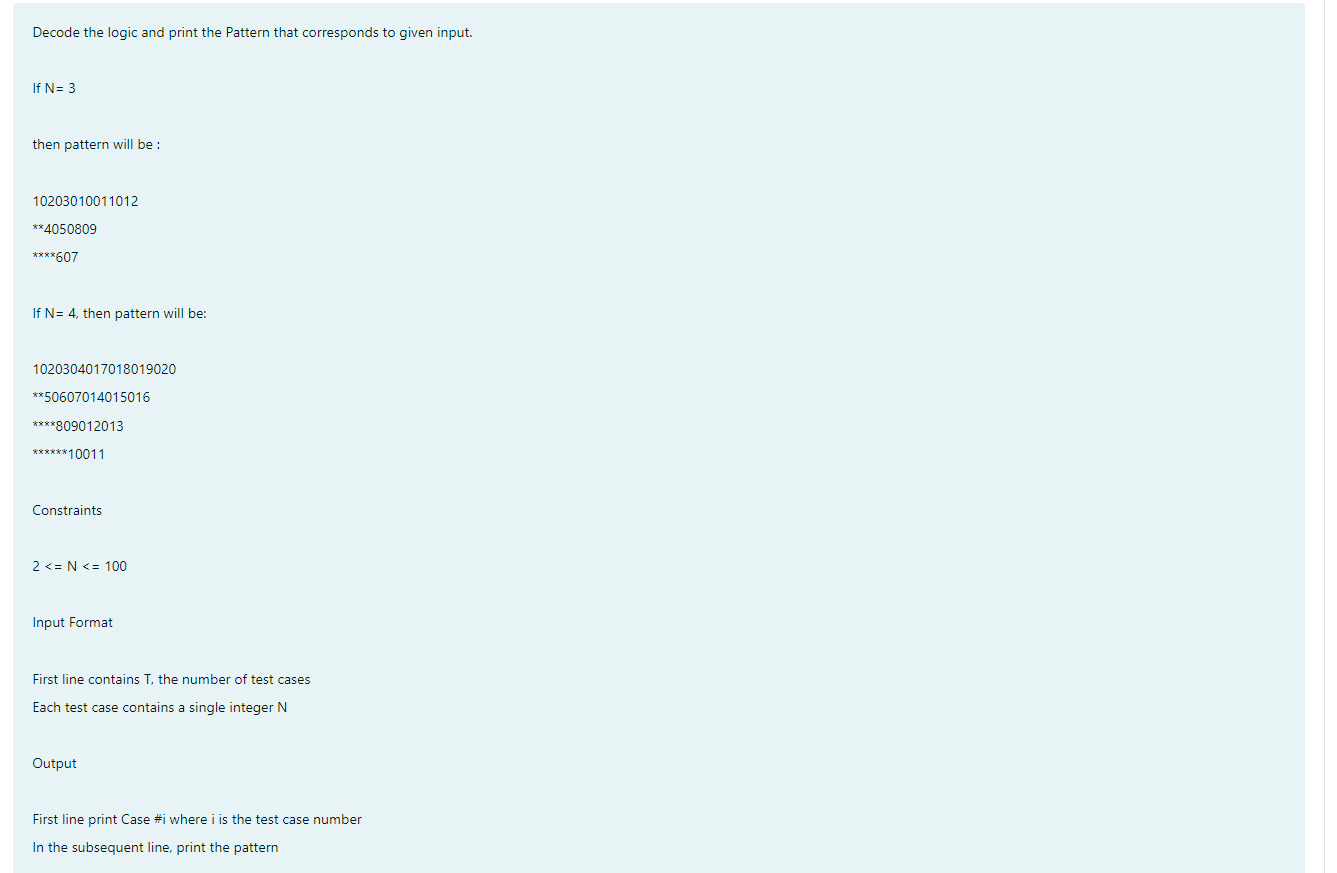 Decode the logic and print the Pattern that corresponds to given input.
If N= 3
then pattern will be :
10203010011012
**4050809
****607
If N= 4, then pattern will be:
1020304017018019020
**50607014015016
****809012013
******10011
Constraints
2 <= N <= 100
Input Format
First line contains T, the number of test cases
Each test case contains a single integer N
Output
First line print Case #i where i is the test case number
In the subsequent line, print the pattern